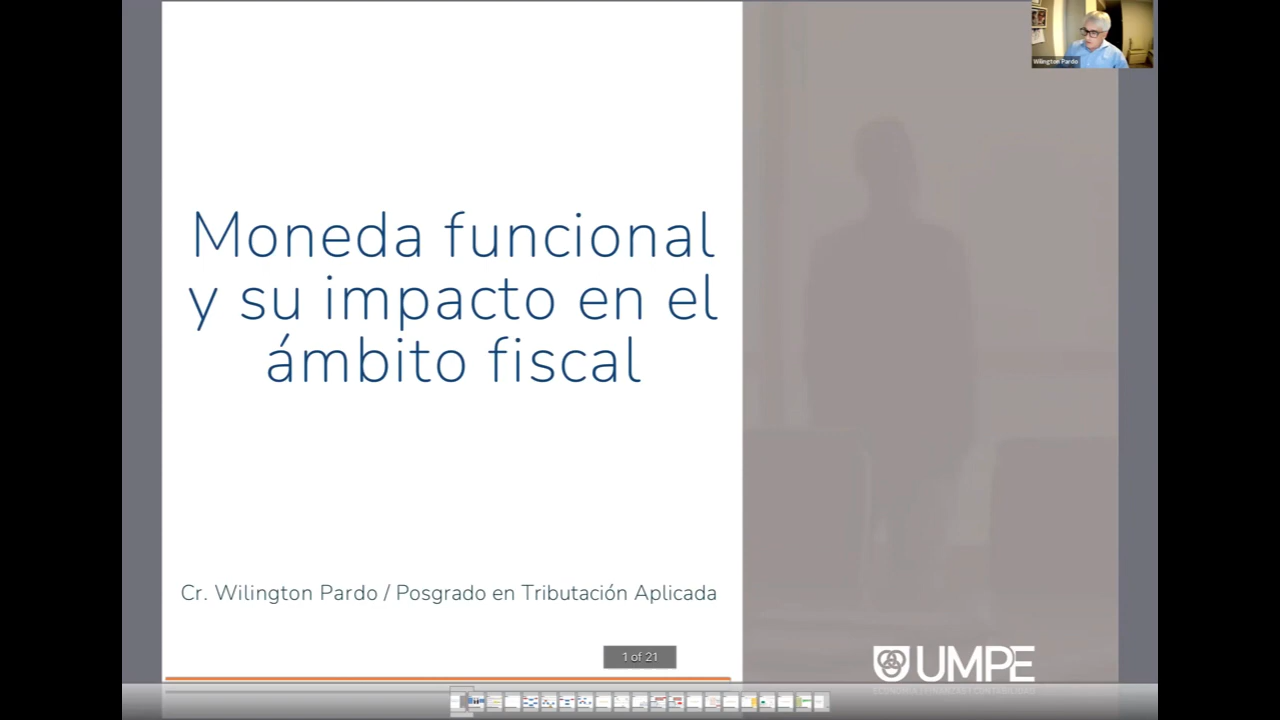 Wilington Pardo
Moneda funcional
y su impacto en el
ámbito fiscal
Cr. Wilington Pardo / Posgrado en Tributación Aplicada
1 of 21
UMPE